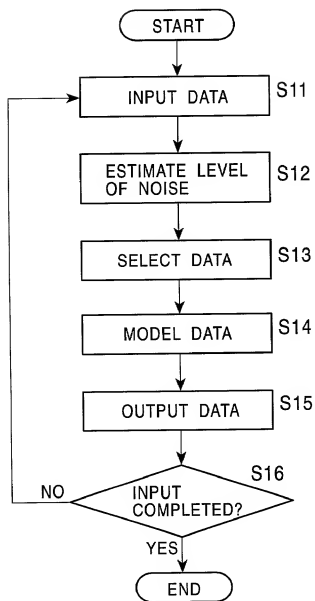 START
INPUT DATA S11
ESTIMATE LEVEL
OF NOISE S12
SELECT DATA S13
MODEL DATA S14
OUTPUT DATA S15
S16
NO INPUT
COMPLETED?
YES
END